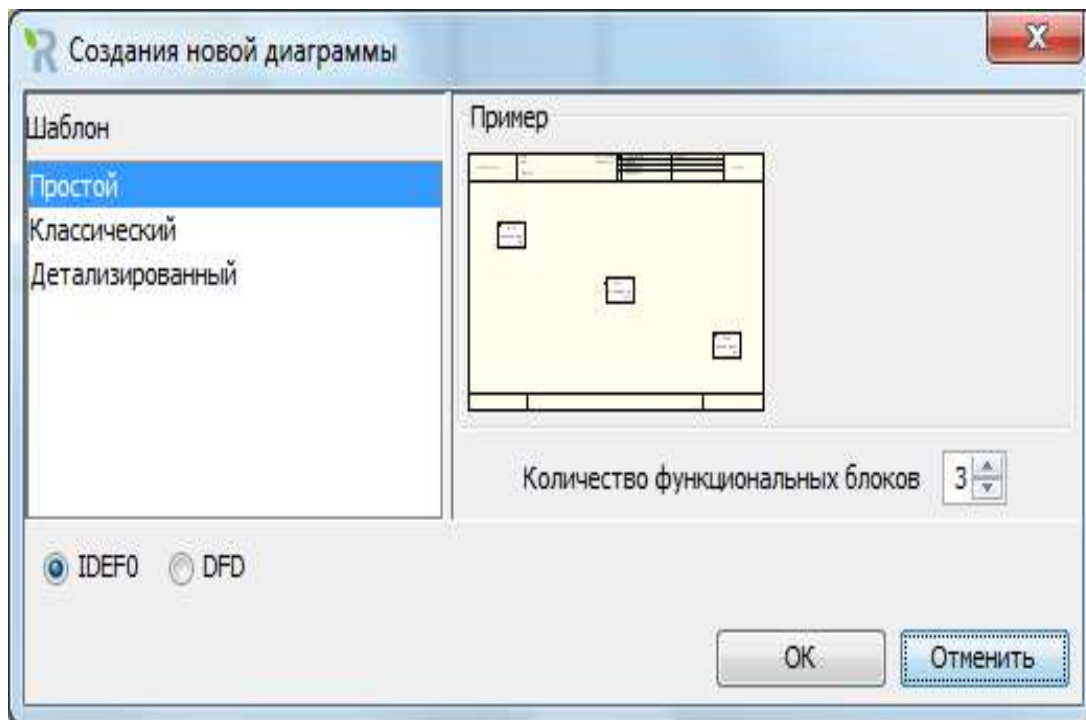 Создания новой диаграммы
Шаблон
Простой
Классический
Детализированный
Пример
Количество функциональных блоков 3
IDEF0 DFD
OK Отменить